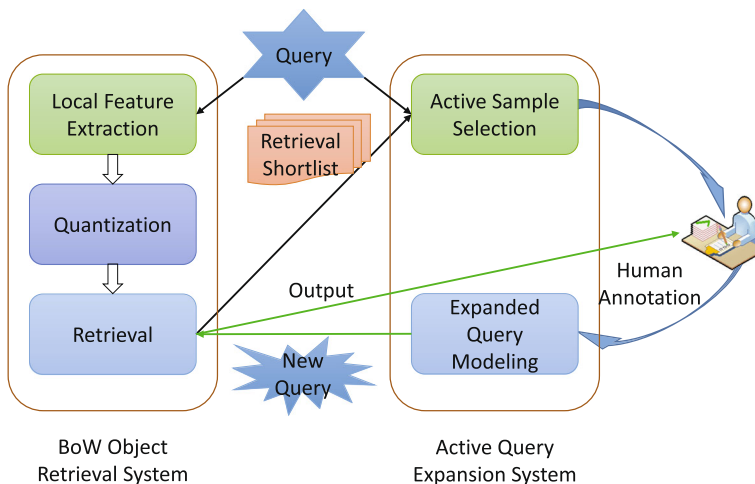 Query
Local Feature
Extraction
Active Sample
Selection
Retrieval
Shortlist
Quantization
Output
Human
Annotation
Retrieval
Expanded
Query
Modeling
New
Query
BoW Object
Retrieval System
Active Query
Expansion System